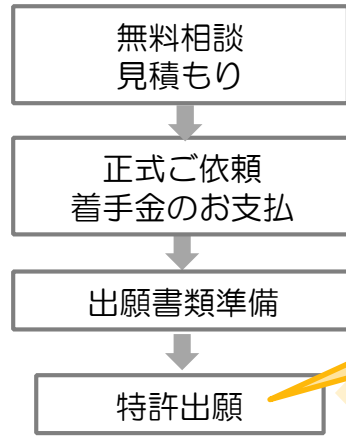 無料相談
見積もり
正式ご依頼
着手金のお支払
出願書類準備
特許出願